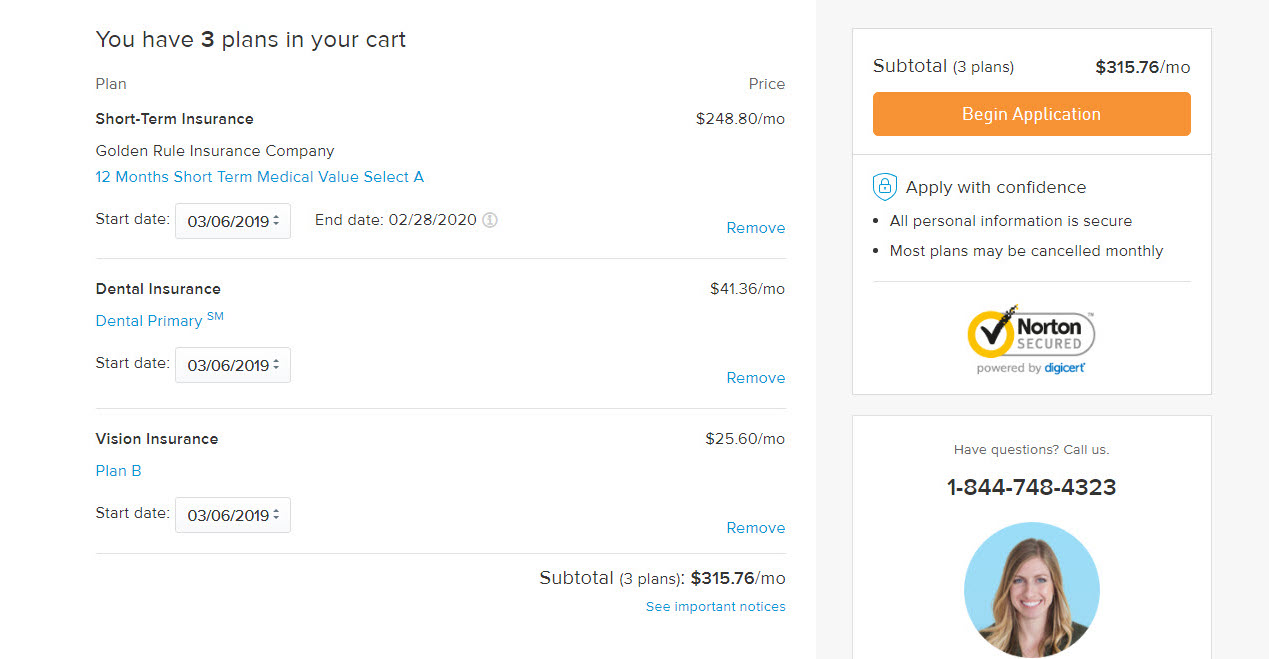 You have 3 plans in your cart
Plan Price
Short-Term Insurance $248.80/mo
Golden Rule Insurance Company
12 Months Short Term Medical Value Select A
Start date: 03/06/2019 End date: 02/28/2020
Remove
Dental Insurance $41.36/mo
Dental Primary SM
Start date: 03/06/2019
Remove
Vision Insurance $25.60/mo
Plan B
Start date: 03/06/2019
Remove
Subtotal (3 plans): $315.76/mo
See important notices
Subtotal (3 plans) $315.76/mo
Begin Application
Apply with confidence
• All personal information is secure
• Most plans may be cancelled monthly
Norton™
SECURED
powered by digicert
Have questions? Call us.
1-844-748-4323